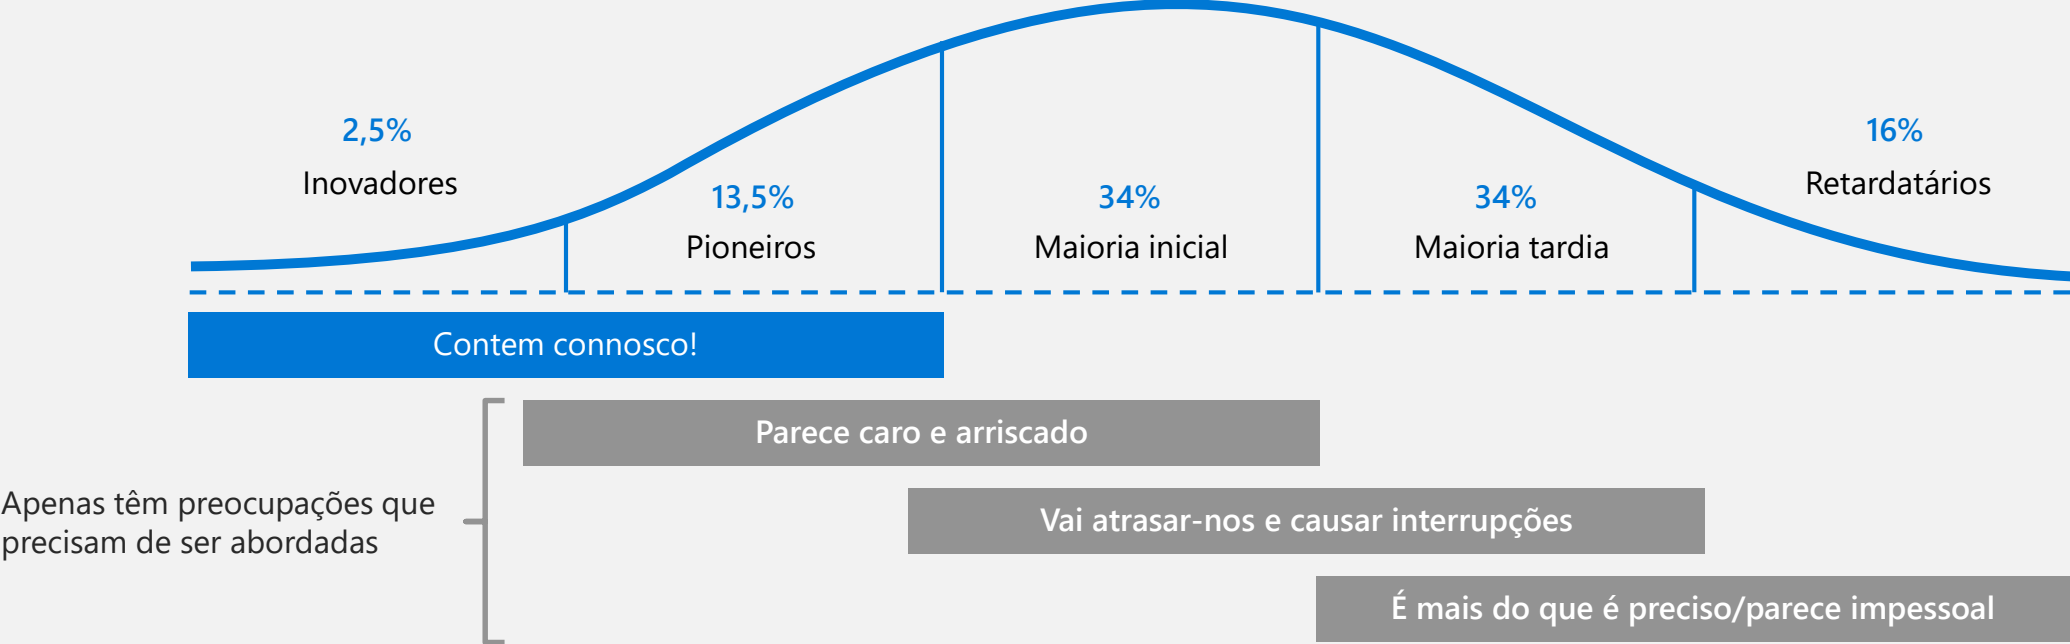 2,5%
Inovadores
13,5%
Pioneiros
34%
Maioria inicial
34%
Maioria tardia
16%
Retardatários
Contem connosco!
Parece caro e arriscado
Vai atrasar-nos e causar interrupções
É mais do que é preciso/parece impessoal
Apenas têm preocupações que
precisam de ser abordadas